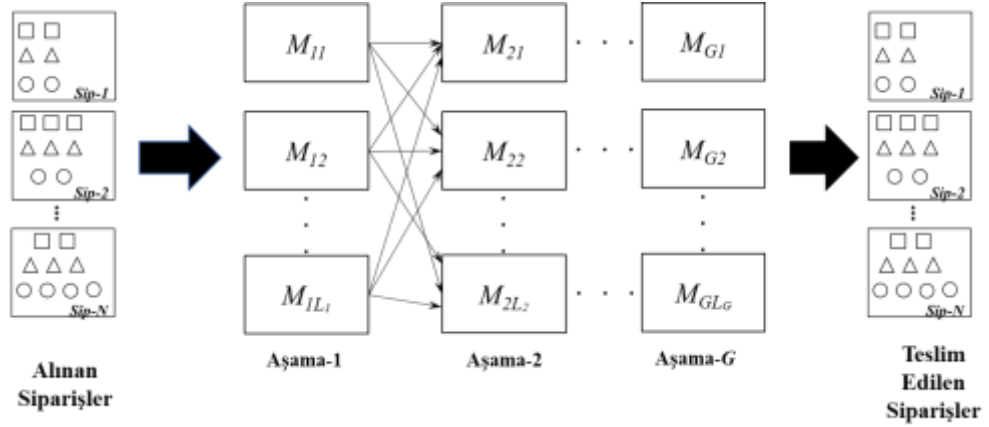 Sip-1
Sip-2
Sip-N
Alınan
Siparişler
M11
M12
M1L1
Aşama-1
M21
M22
M2L2
Aşama-2
MG1
MG2
MGLG
Aşama-G
Sip-1
Sip-2
Sip-N
Teslim
Edilen
Siparişler